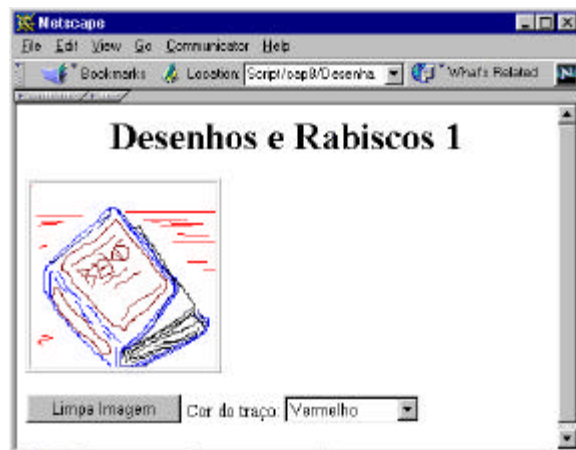 Netscape
File Edit View Go Communicator Help
Bookmarks Location: Script/cap8/Desenha. What's Related N
Desenhos e Rabiscos 1
Limpa Imagem Cor do traço: Vermelho